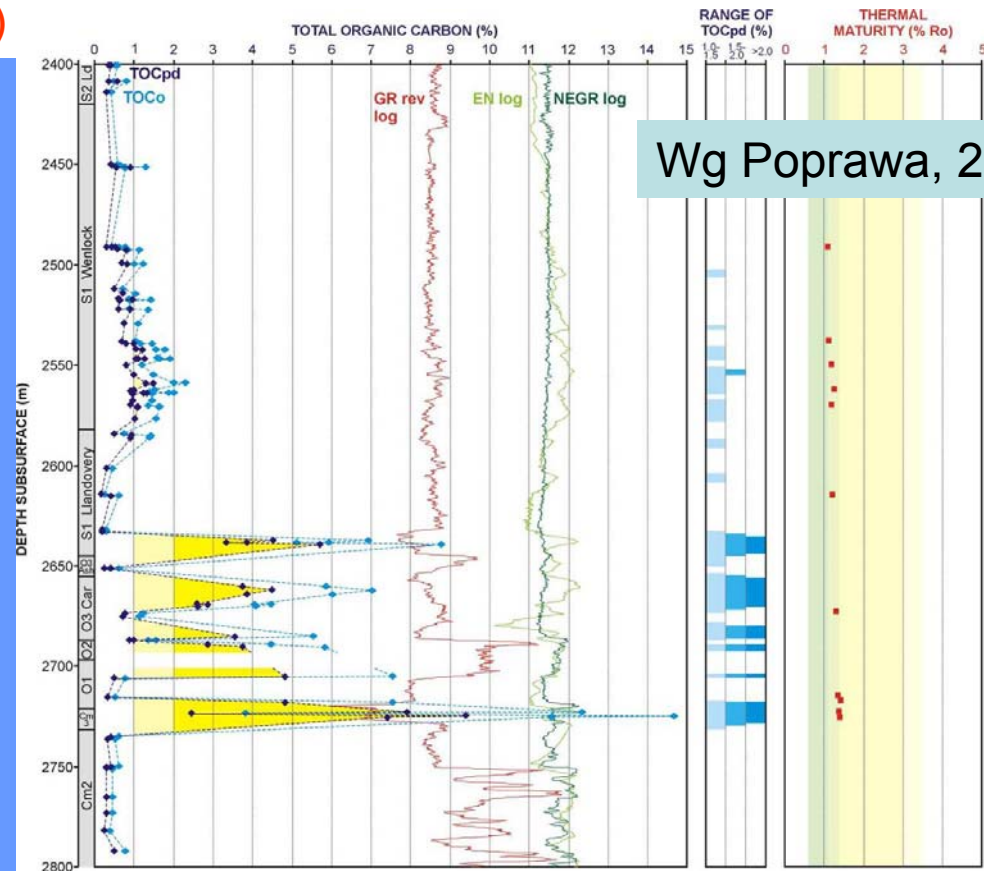 )
TOTAL ORGANIC CARBON (%)
0 1 2 3 4 5 6 7 8 9 10 11 12 13 14 15
RANGE OF
TOCpd (%)
1.0- 1.5- >2.0
1.5 2.0
THERMAL
MATURITY (% Ro)
0 1 2 3 4 5
TOCpd
TOCo
GR rev
log
EN log
NEGR log
Wg Poprawa, 2
DEPTH SUBSURFACE (m)
2400
2450
2500
2550
2600
2650
2700
2750
2800
S2 Ld
S1 Wenlock
S1 Llandovery
O3 Car
O2
O1
Cm2